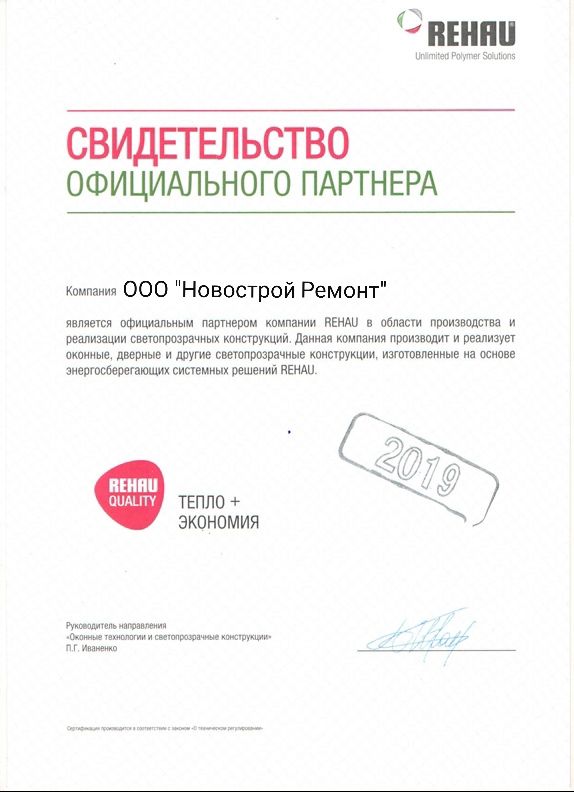 REHAU
Unlimited Polymer Solutions
СВИДЕТЕЛЬСТВО
ОФИЦИАЛЬНОГО ПАРТНЕРА
Компания ООО "Новострой Ремонт"
является официальным партнером компании REHAU в области производства и
реализации светопрозрачных конструкций. Данная компания производит и реализует
оконные, дверные и другие светопрозрачные конструкции, изготовленные на основе
энергосберегающих системных решений REHAU.
2019
REHAU
QUALITY
ТЕПЛО +
ЭКОНОМИЯ
Руководитель направления
«Оконные технологии и светопрозрачные конструкции»
П.Г. Иваненко
Сертификация производится в соответствии с законом «О техническом регулировании»